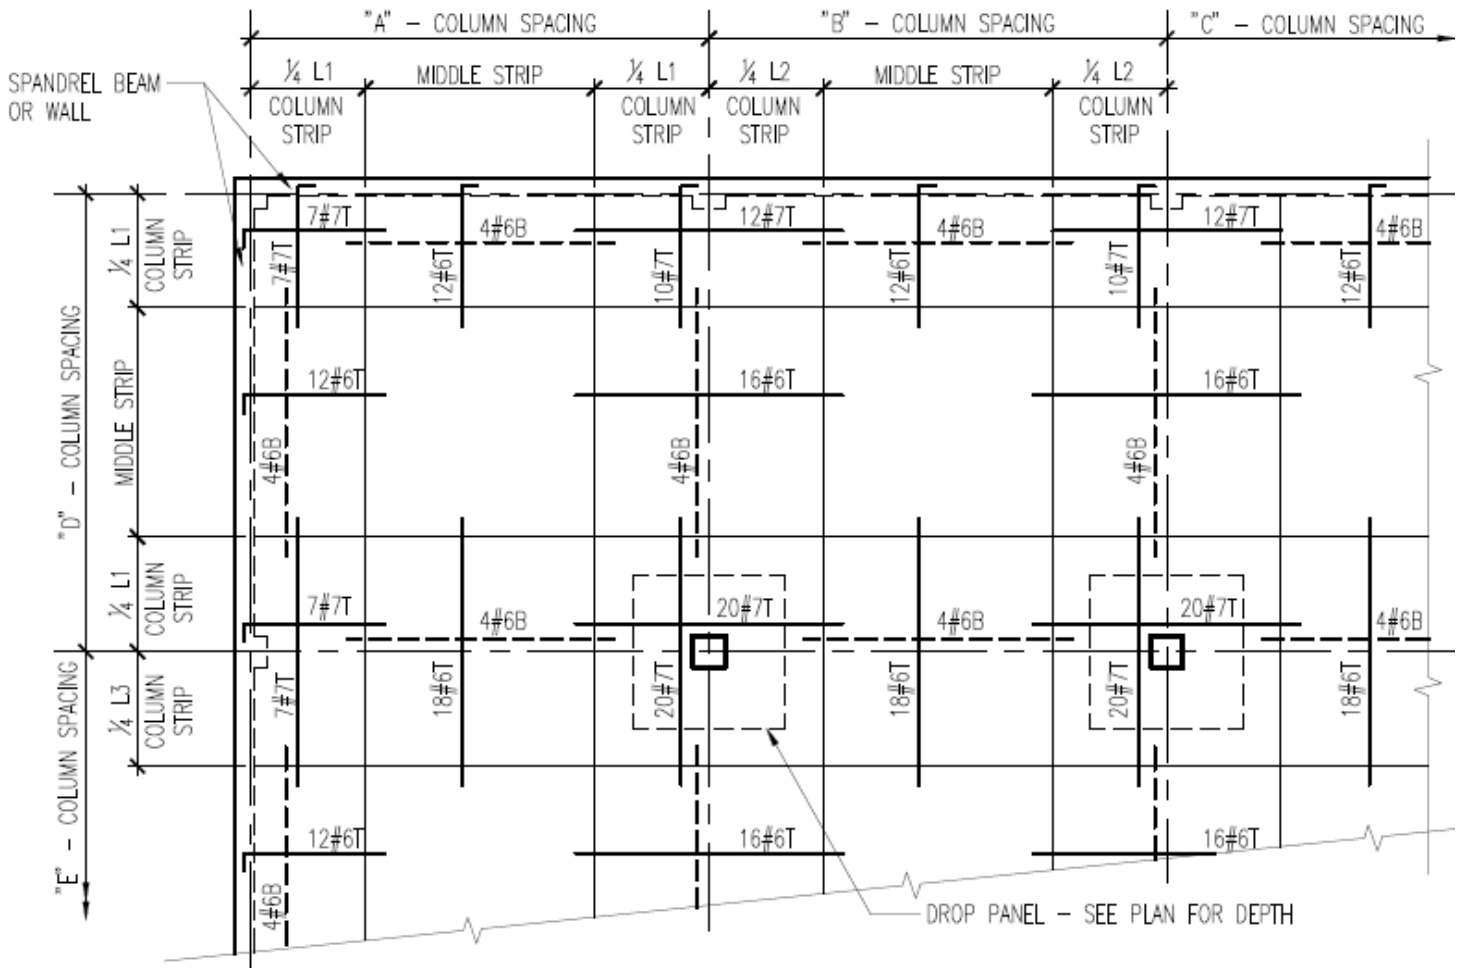 "A" - COLUMN SPACING
"B" - COLUMN SPACING
"C" - COLUMN SPACING
SPANDREL BEAM
OR WALL
¼ L1
COLUMN
STRIP
MIDDLE STRIP
¼ L1
COLUMN
STRIP
¼ L2
COLUMN
STRIP
MIDDLE STRIP
¼ L2
COLUMN
STRIP
"D" - COLUMN SPACING
¼ L1
COLUMN
STRIP
MIDDLE STRIP
¼ L1
COLUMN
STRIP
"E" - COLUMN SPACING
¼ L3
COLUMN
STRIP
7#7T
4#6B
12#7T
4#6B
12#7T
4#6B
7#7T
12#6T
10#7T
12#6T
10#7T
12#6T
12#6T
16#6T
16#6T
4#6B
4#6B
4#6B
7#7T
4#6B
20#7T
4#6B
20#7T
4#6B
7#7T
18#6T
20#7T
18#6T
20#7T
18#6T
12#6T
16#6T
16#6T
4#6B
DROP PANEL - SEE PLAN FOR DEPTH